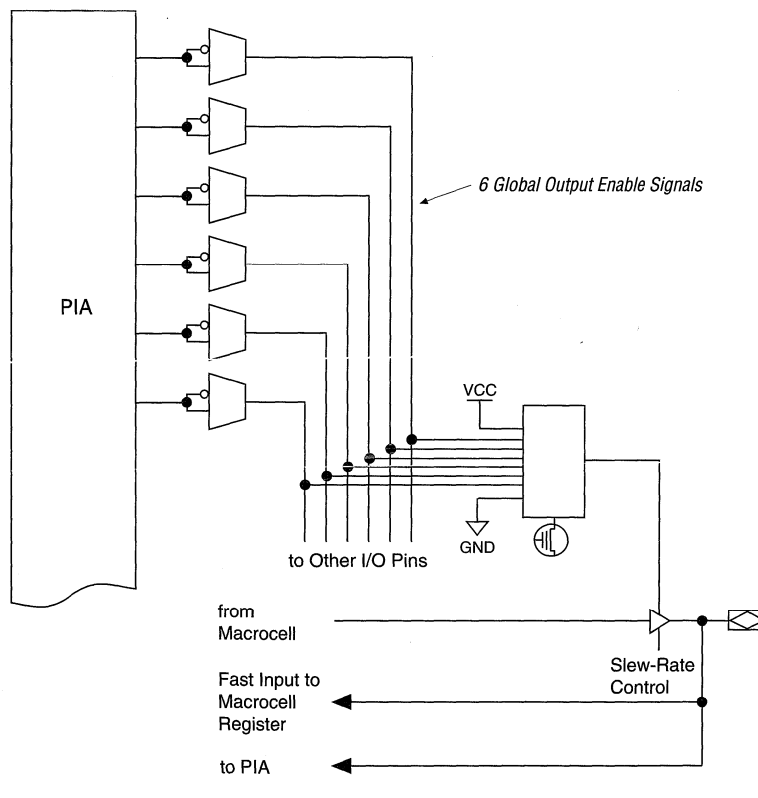 6 Global Output Enable Signals
PIA
VCC
GND
to Other I/O Pins
from
Macrocell
Slew-Rate
Control
Fast Input to
Macrocell
Register
to PIA